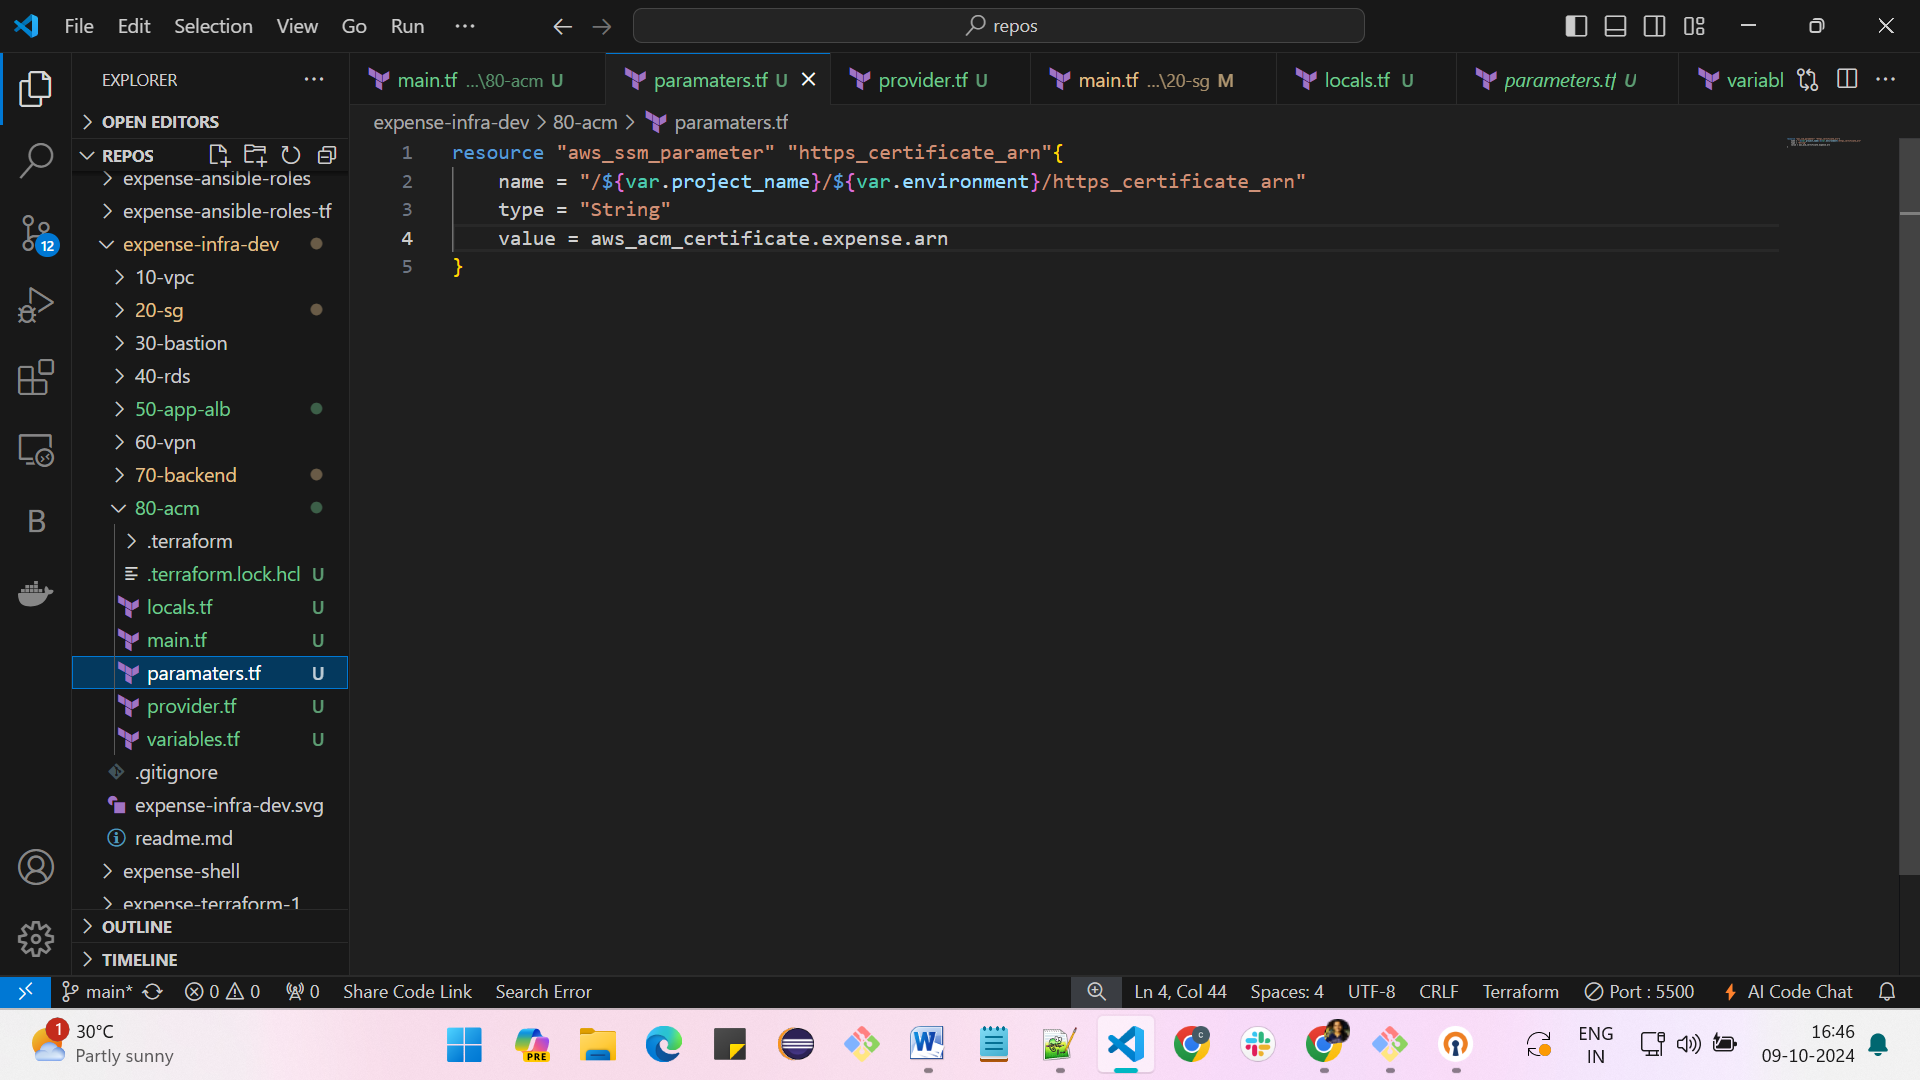 File Edit Selection View Go Run ···
repos
EXPLORER ···
OPEN EDITORS
REPOS
expense-ansible-roles
expense-ansible-roles-tf
expense-infra-dev
10-vpc
20-sg
30-bastion
40-rds
50-app-alb
60-vpn
70-backend
80-acm
.terraform
.terraform.lock.hcl U
locals.tf U
main.tf U
paramaters.tf U
provider.tf U
variables.tf U
.gitignore
expense-infra-dev.svg
readme.md
expense-shell
expense-terraform-1
OUTLINE
TIMELINE
12
B
main.tf ...\80-acm U
paramaters.tf U
provider.tf U
main.tf ...\20-sg M
locals.tf U
parameters.tf U
variabl
expense-infra-dev > 80-acm > paramaters.tf
1 resource "aws_ssm_parameter" "https_certificate_arn"{
2 name = "/${var.project_name}/${var.environment}/https_certificate_arn"
3 type = "String"
4 value = aws_acm_certificate.expense.arn
5 }
main* 0 0 0 Share Code Link Search Error
Ln 4, Col 44 Spaces: 4 UTF-8 CRLF Terraform Port : 5500 AI Code Chat
1 30°C
Partly sunny
PRE
W
C
ENG
IN
16:46
09-10-2024